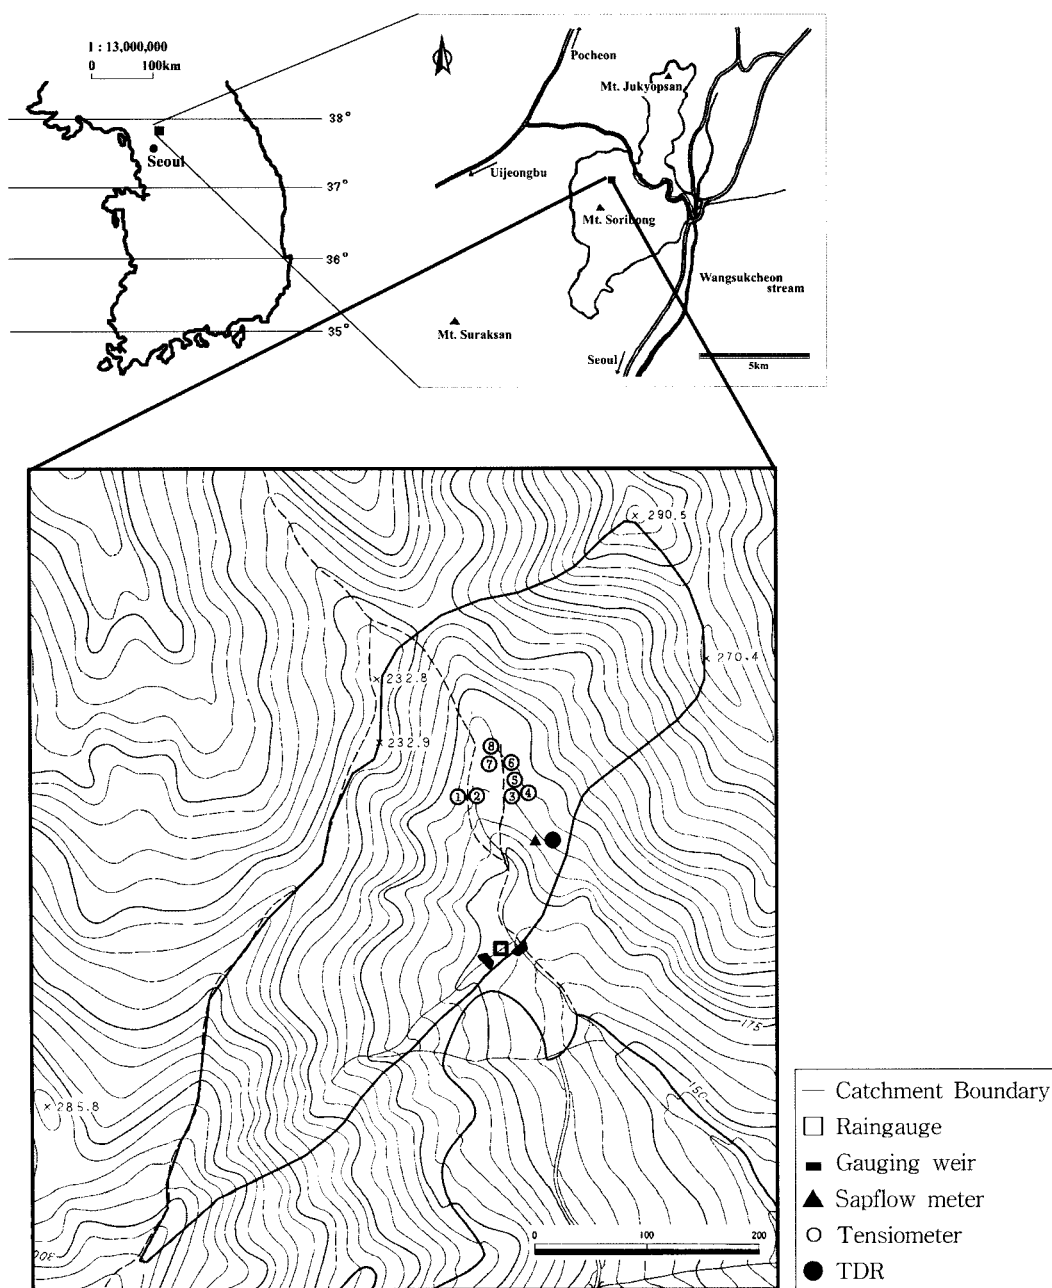 1 : 13,000,000
0 100km
38°
Seoul
37°
36°
35°
Pocheon
Mt. Jukyopsan
Uijeongbu
Mt. Soribong
Wangsukcheon
stream
Mt. Suraksan
Seoul
5km
290.5
270.4
232.8
232.9
8
7 6
5
1 2 3 4
175
150
285.8
300
0 100 200
Catchment Boundary
Raingauge
Gauging weir
Sapflow meter
Tensiometer
TDR